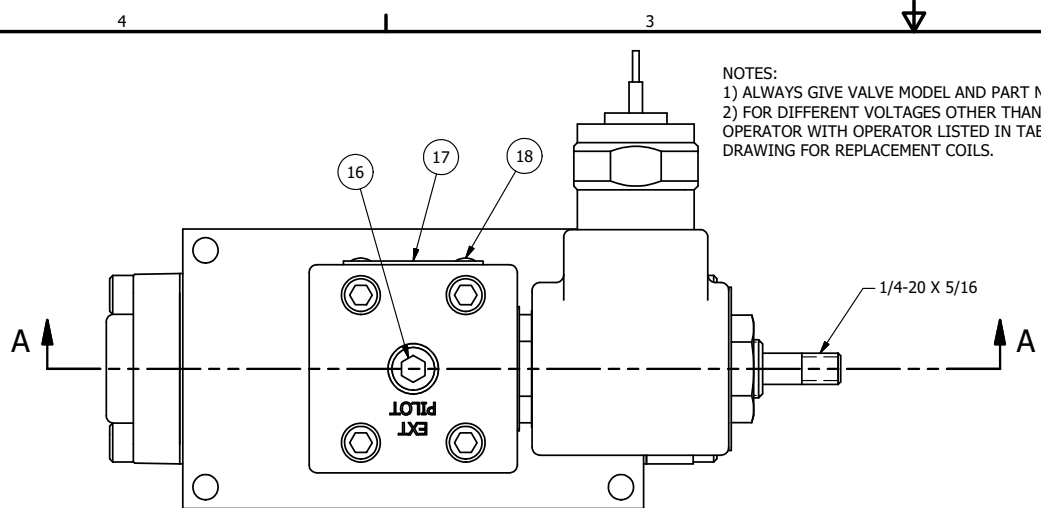 4
3
NOTES:
1) ALWAYS GIVE VALVE MODEL AND PART
2) FOR DIFFERENT VOLTAGES OTHER THAN
OPERATOR WITH OPERATOR LISTED IN
DRAWING FOR REPLACEMENT COILS.
16
17
18
1/4-20 X 5/16
A
A
EXT
PILOT